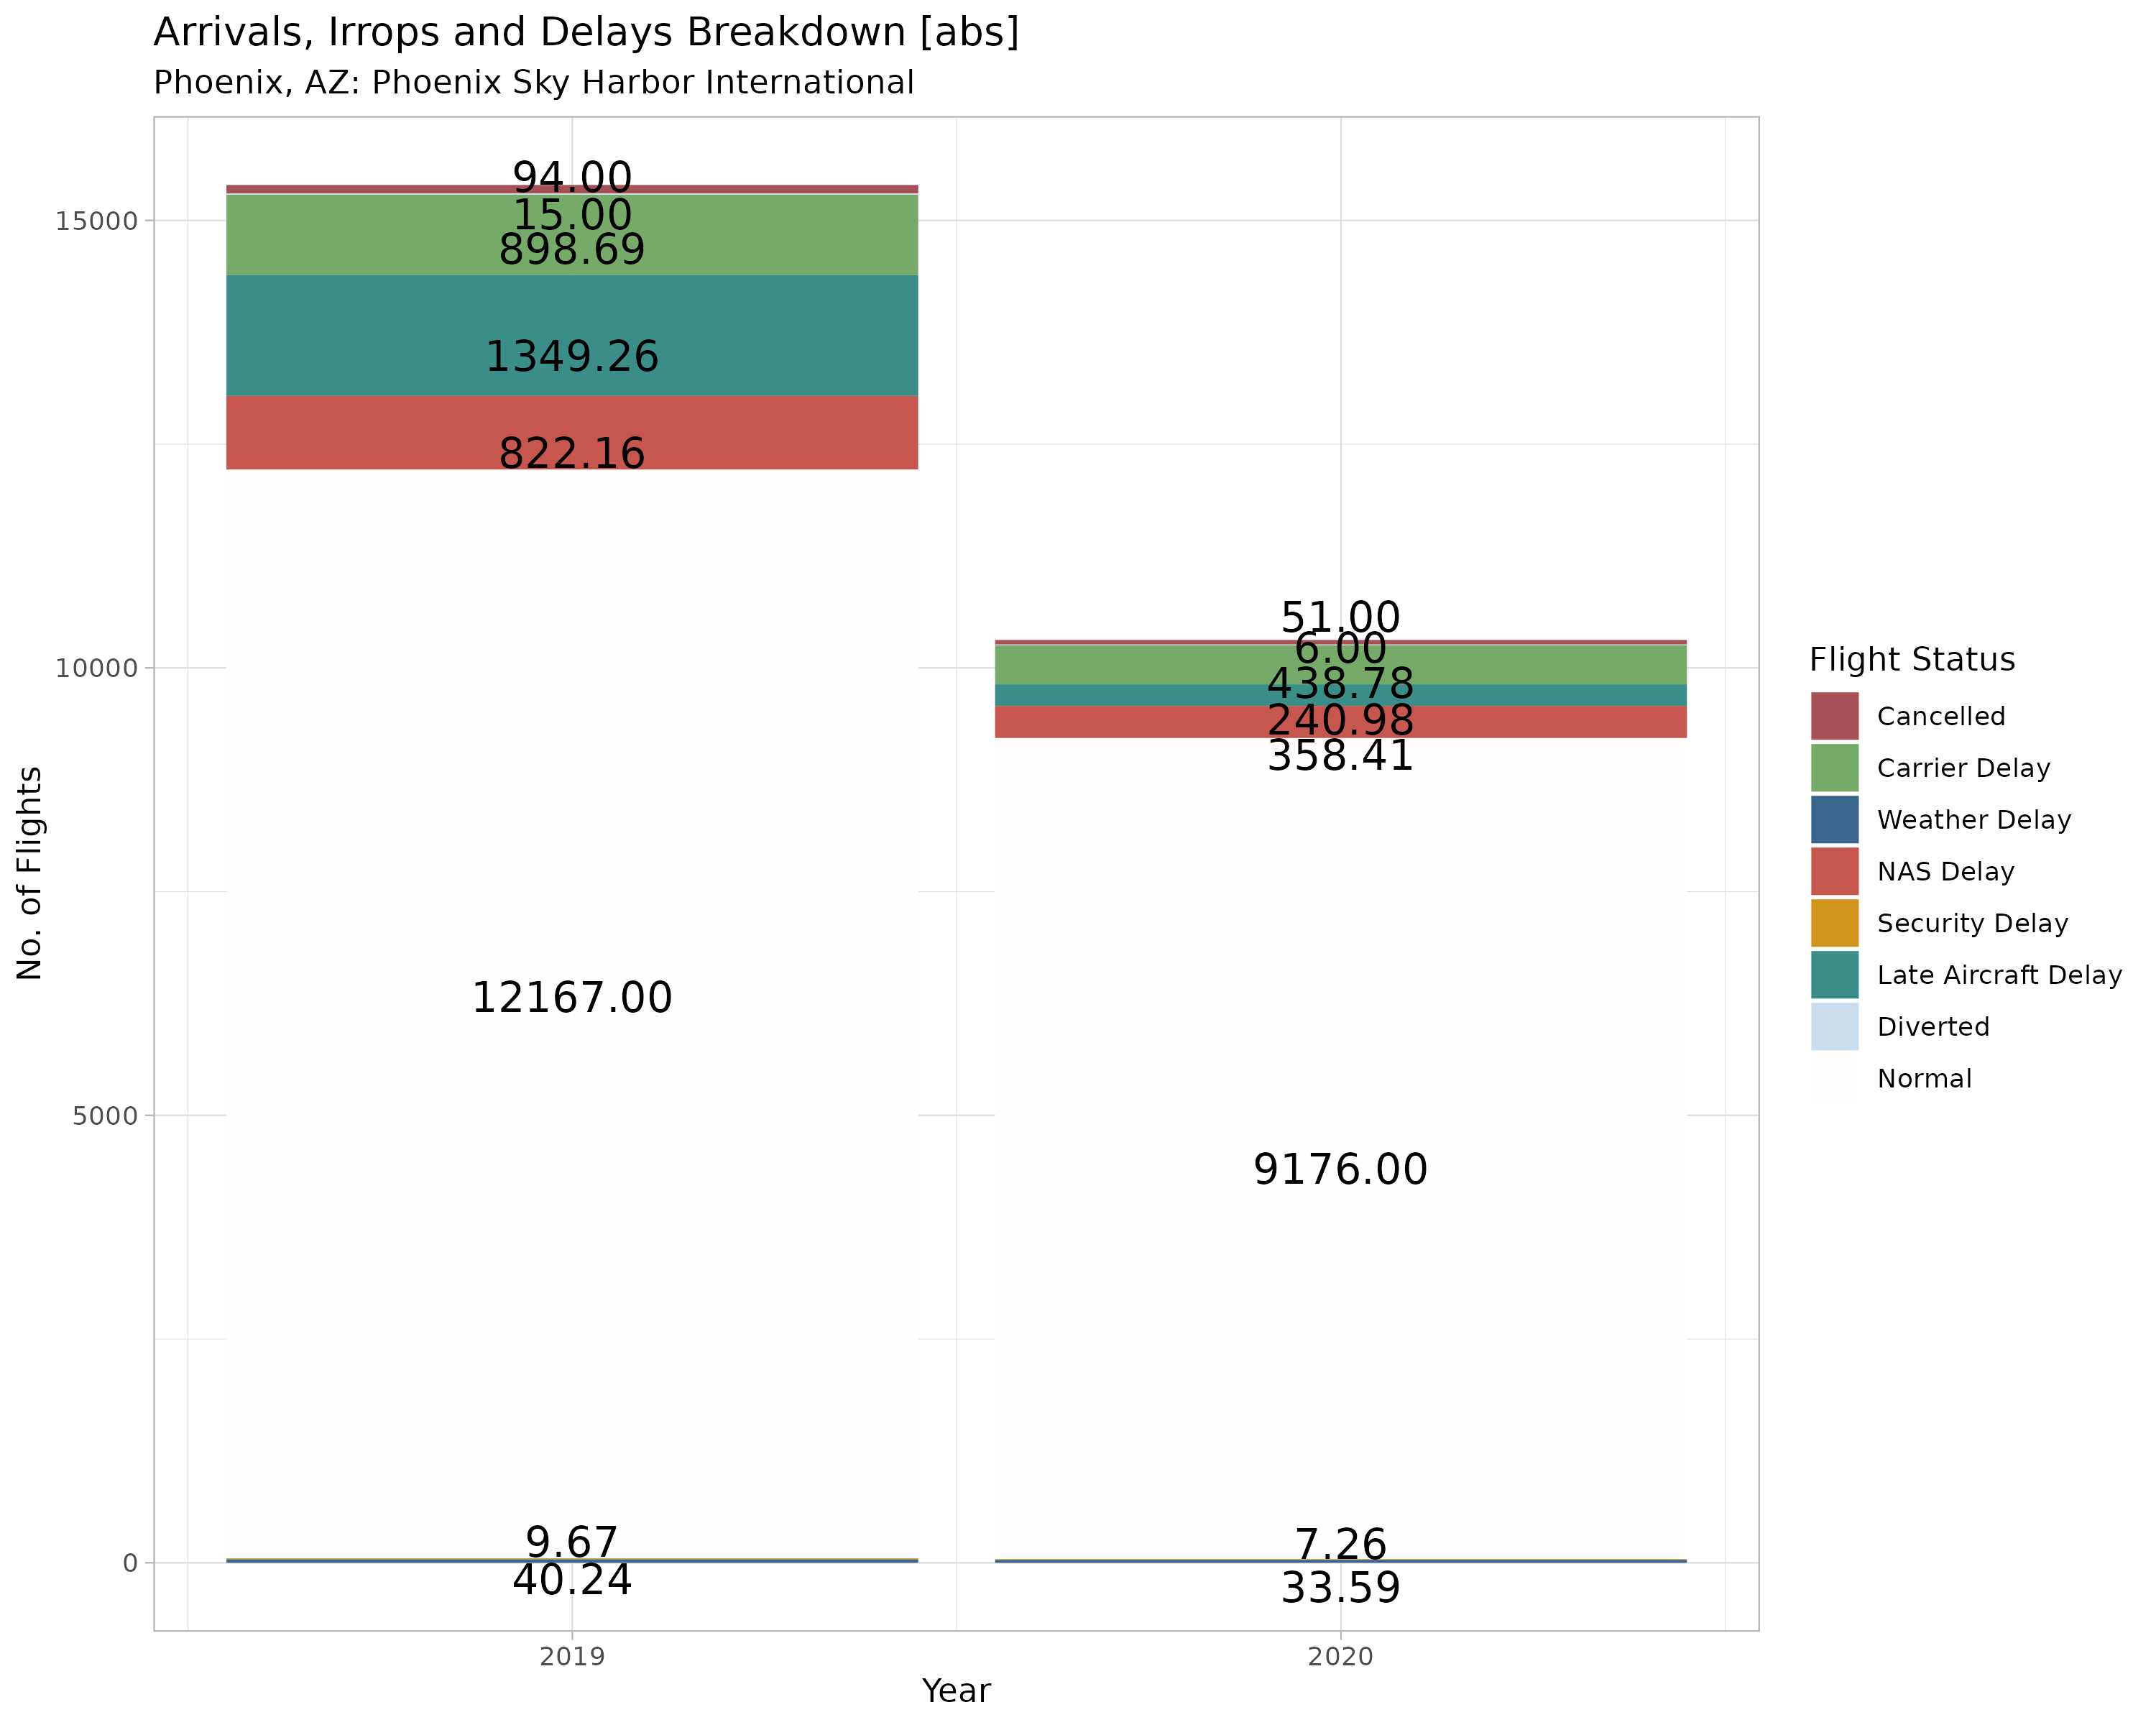 Arrivals, Irrops and Delays Breakdown [abs]
Phoenix, AZ: Phoenix Sky Harbor International
No. of Flights
15000
10000
5000
0
94.00
15.00
898.69
1349.26
822.16
12167.00
9.67
40.24
51.00
6.00
438.78
240.98
358.41
9176.00
7.26
33.59
2019
2020
Year
Flight Status
Cancelled
Carrier Delay
Weather Delay
NAS Delay
Security Delay
Late Aircraft Delay
Diverted
Normal